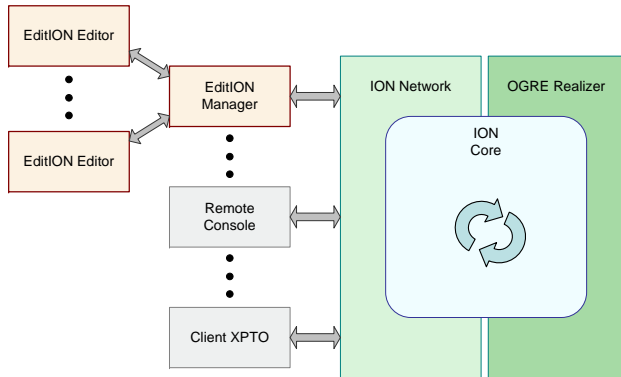 EditION Editor
EditION Editor
EditION
Manager
Remote
Console
Client XPTO
ION Network
OGRE Realizer
ION
Core